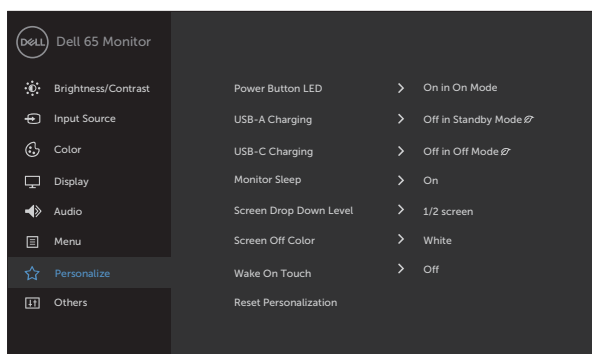 DELL
Dell 65 Monitor
Brightness/Contrast
Input Source
Color
Display
Audio
Menu
Personalize
Others
Power Button LED > On in On Mode
USB-A Charging > Off in Standby Mode
USB-C Charging > Off in Off Mode
Monitor Sleep > On
Screen Drop Down Level > 1/2 screen
Screen Off Color > White
Wake On Touch > Off
Reset Personalization